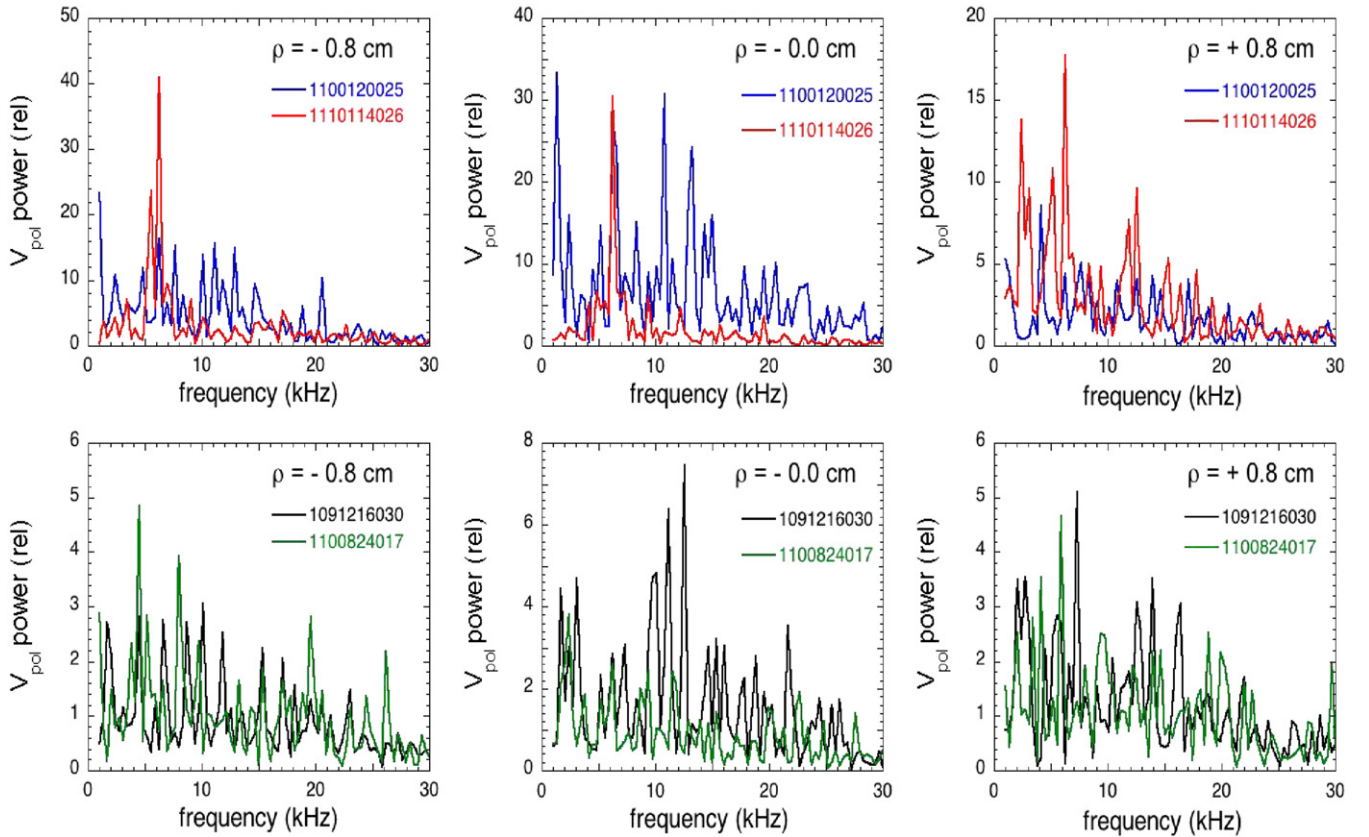 50
40
30
20
10
0
V_pol power (rel)
ρ = - 0.8 cm
1100120025
1110114026
0 10 20 30
frequency (kHz)
40
30
20
10
0
V_pol power (rel)
ρ = - 0.0 cm
1100120025
1110114026
0 10 20 30
frequency (kHz)
20
15
10
5
0
V_pol power (rel)
ρ = + 0.8 cm
1100120025
1110114026
0 10 20 30
frequency (kHz)
6
5
4
3
2
1
0
V_pol power (rel)
ρ = - 0.8 cm
1091216030
1100824017
0 10 20 30
frequency (kHz)
8
7
6
4
2
1
0
V_pol power (rel)
ρ = - 0.0 cm
1091216030
1100824017
0 10 20 30
frequency (kHz)
6
5
4
3
2
1
0
V_pol power (rel)
ρ = + 0.8 cm
1091216030
1100824017
0 10 20 30
frequency (kHz)